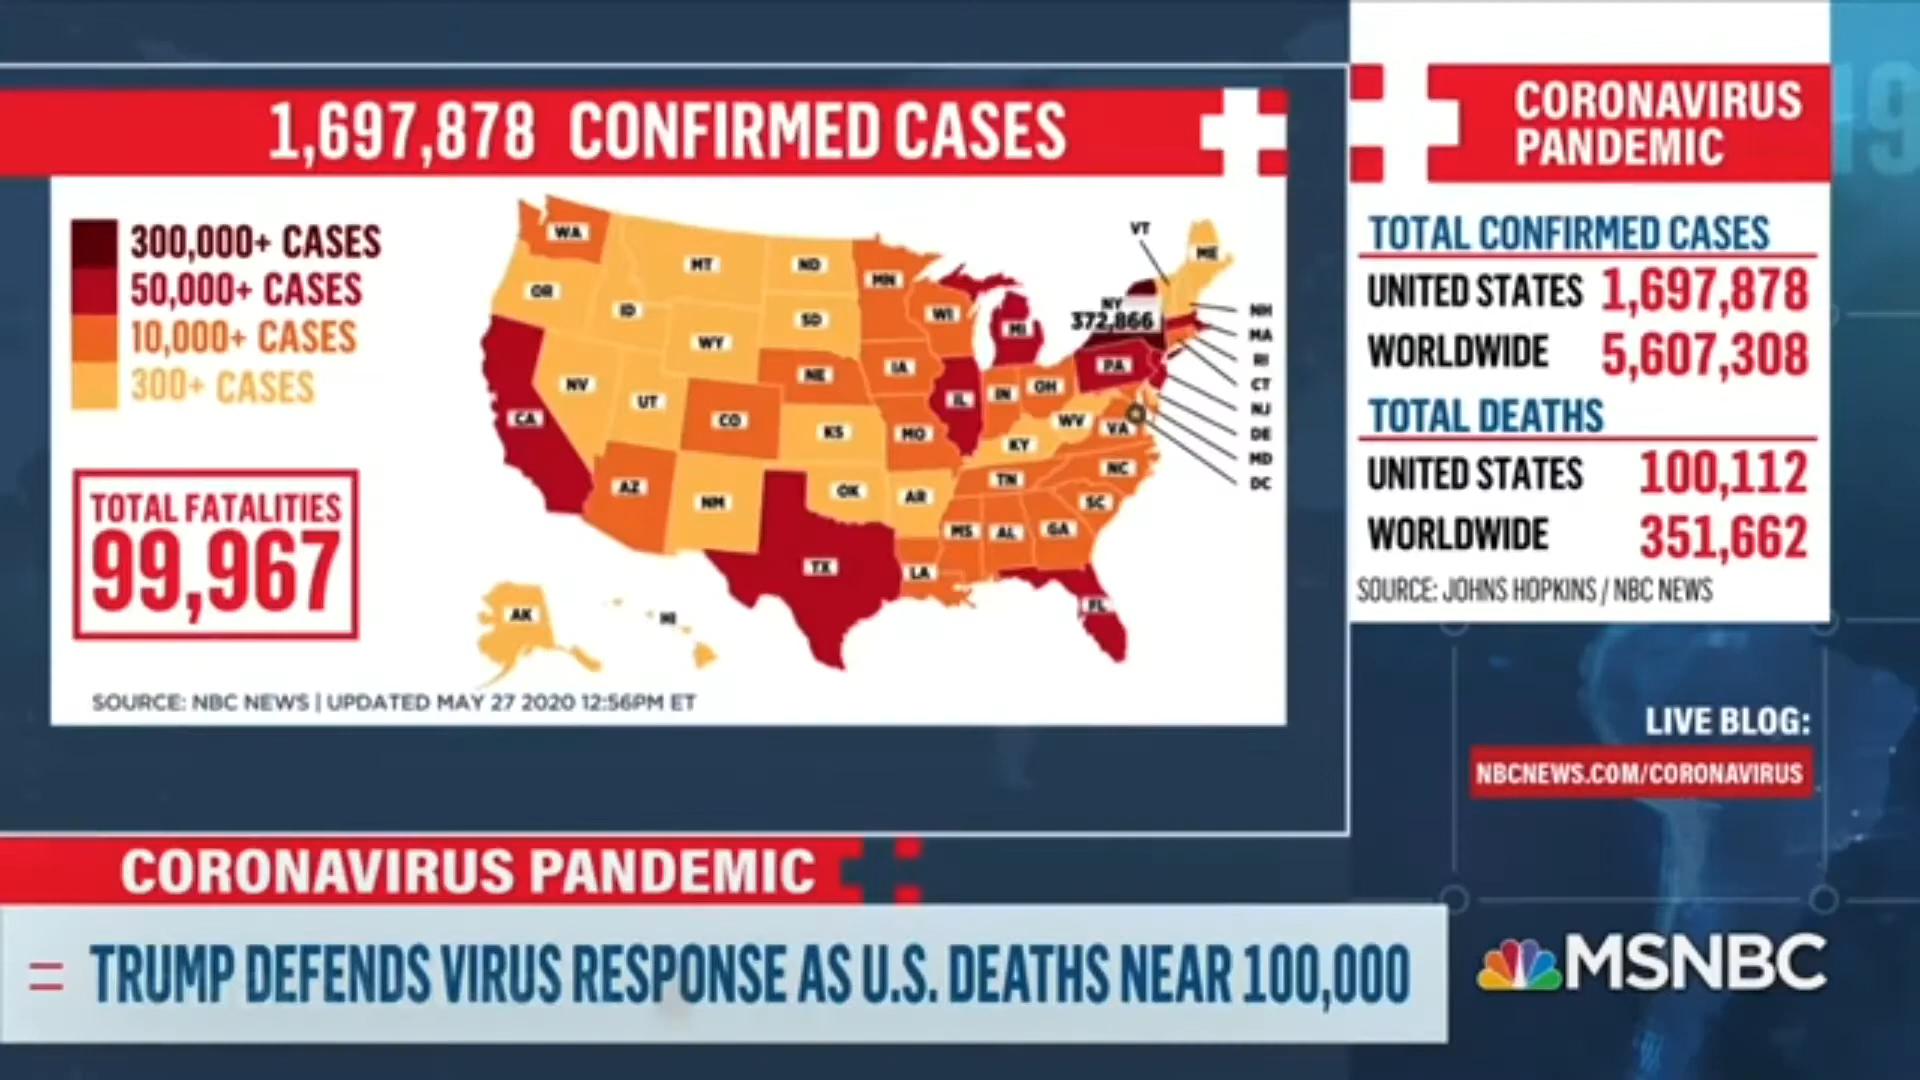 1,697,878 CONFIRMED CASES
300,000+ CASES
50,000+ CASES
10,000+ CASES
300+ CASES
TOTAL FATALITIES
99,967
WA
MT
ND
MN
OR
ID
SD
WI
WY
MI
NV
UT
NE
IA
CO
KS
MO
IL
IN
OH
PA
NY
372,866
VT
ME
NH
MA
RI
CT
NJ
DE
MD
DC
WV
VA
KY
CA
AZ
NM
OK
AR
TN
NC
SC
MS
AL
GA
TX
LA
FL
AK
HI
SOURCE: NBC NEWS | UPDATED MAY 27 2020 12:56PM ET
CORONAVIRUS
PANDEMIC
19
TOTAL CONFIRMED CASES
UNITED STATES 1,697,878
WORLDWIDE 5,607,308
TOTAL DEATHS
UNITED STATES 100,112
WORLDWIDE 351,662
SOURCE: JOHNS HOPKINS / NBC NEWS
LIVE BLOG:
NBCNEWS.COM/CORONAVIRUS
CORONAVIRUS PANDEMIC
TRUMP DEFENDS VIRUS RESPONSE AS U.S. DEATHS NEAR 100,000
MSNBC